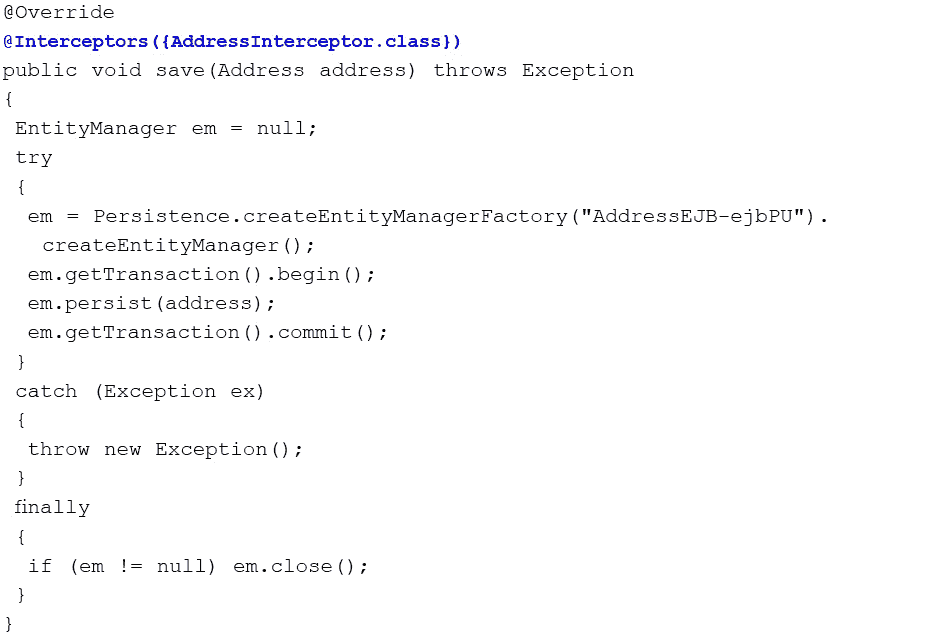 @Override
@Interceptors({AddressInterceptor.class})
public void save(Address address) throws Exception
{
 EntityManager em = null;
 try
 {
  em = Persistence.createEntityManagerFactory("AddressEJB-ejbPU").
   createEntityManager();
  em.getTransaction().begin();
  em.persist(address);
  em.getTransaction().commit();
 }
 catch (Exception ex)
 {
  throw new Exception();
 }
 finally
 {
  if (em != null) em.close();
 }
}